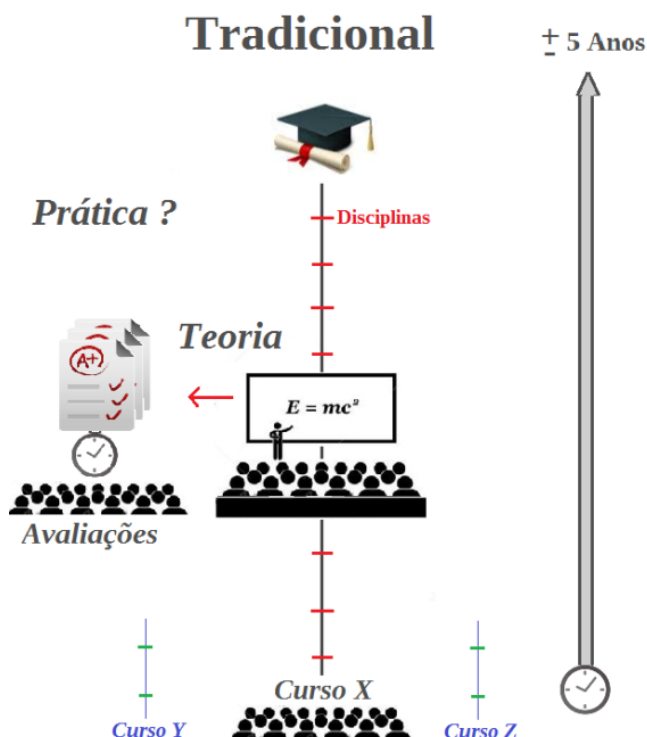 Tradicional
± 5 Anos
Prática ?
Disciplinas
Teoria
A+
E = mc²
Avaliações
Curso X
Curso Y
Curso Z